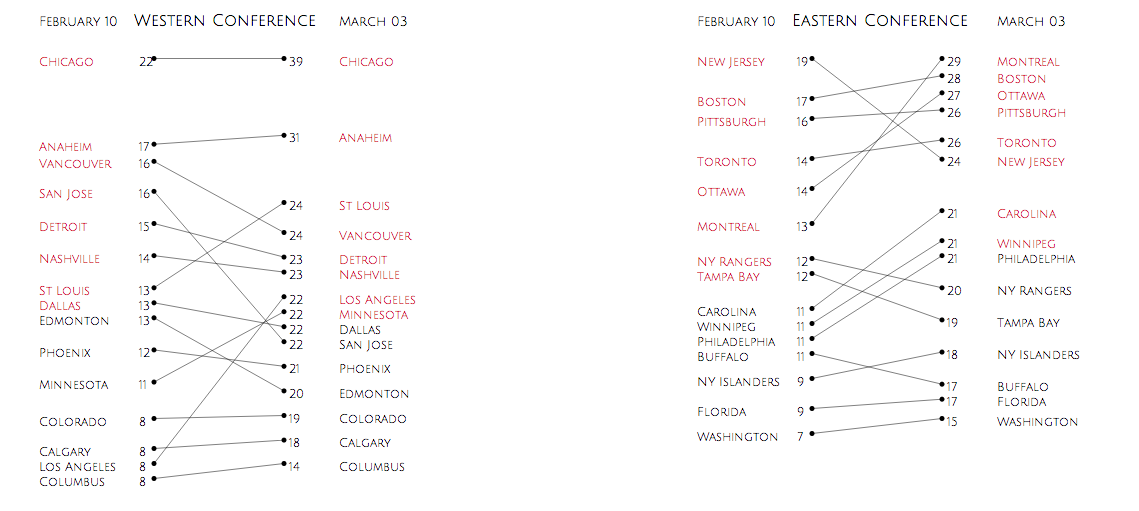 February 10 Western Conference March 03
Chicago 22 39 Chicago
Anaheim 17 31 Anaheim
Vancouver 16
San Jose 16 24 St Louis
Detroit 15 24 Vancouver
Nashville 14 23 Detroit
23 Nashville
St Louis 13 22 Los Angeles
Dallas 13 22 Minnesota
Edmonton 13 22 Dallas
22 San Jose
Phoenix 12 21 Phoenix
Minnesota 11 20 Edmonton
Colorado 8 19 Colorado
Calgary 8 18 Calgary
Los Angeles 8 14 Columbus
Columbus 8
February 10 Eastern Conference March 03
New Jersey 19 29 Montreal
28 Boston
Boston 17 27 Ottawa
Pittsburgh 16 26 Pittsburgh
26 Toronto
Toronto 14 24 New Jersey
Ottawa 14
Montreal 13 21 Carolina
21 Winnipeg
NY Rangers 12 21 Philadelphia
Tampa Bay 12 20 NY Rangers
Carolina 11
Winnipeg 11 19 Tampa Bay
Philadelphia 11
Buffalo 11 18 NY Islanders
NY Islanders 9 17 Buffalo
Florida 9 17 Florida
Washington 7 15 Washington